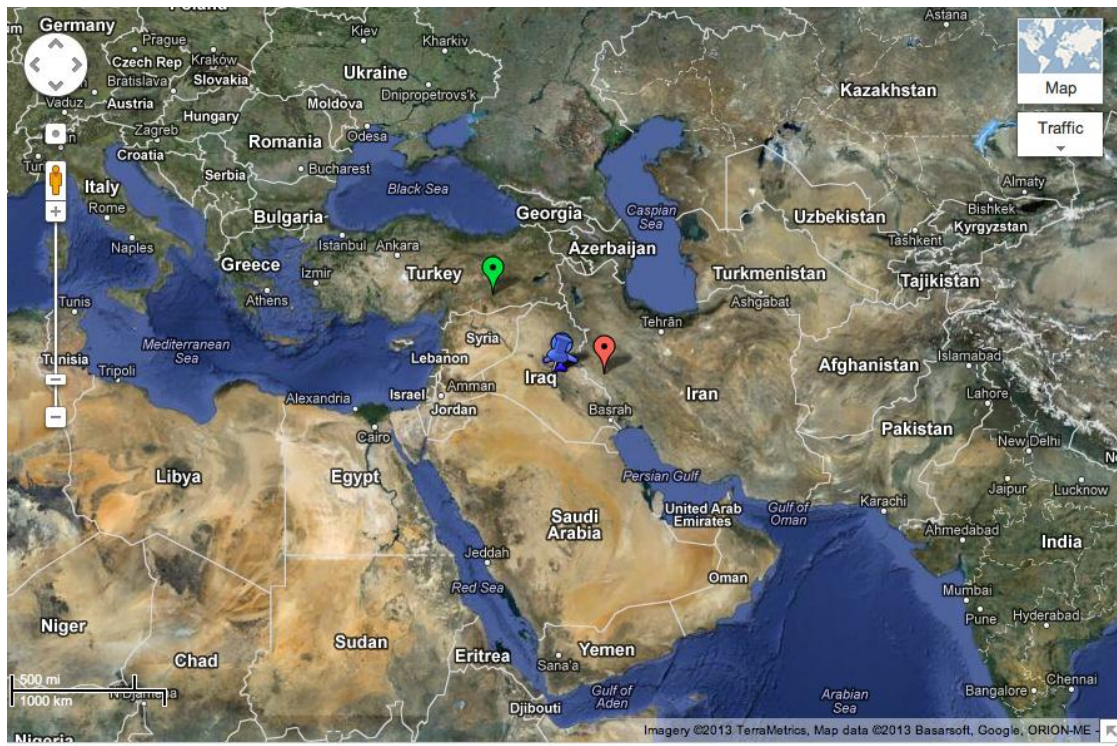 Germany
Prague
Kiev
Kharkiv
Astana
Czech Rep
Kraków
Ukraine
Bratislava
Slovakia
Dnipropetrovs'k
Kazakhstan
Map
Vaduz
Austria
Moldova
Hungary
Zagreb
Romania
Odesa
Traffic
Croatia
Serbia
Bucharest
Italy
Black Sea
Almaty
Rome
Bulgaria
Georgia
Caspian
Sea
Uzbekistan
Bishkek
Kyrgyzstan
Naples
Istanbul
Ankara
Azerbaijan
Tashkent
Greece
Izmir
Turkey
Turkmenistan
Tajikistan
Tunis
Athens
Ashgabat
Mediterranean
Sea
Syria
Tehrān
Tunisia
Tripoli
Lebanon
Afghanistan
Islamabad
Israel
Amman
Iraq
Iran
Lahore
Alexandria
Jordan
Basrah
Cairo
Pakistan
New Delhi
Libya
Egypt
Persian Gulf
Jaipur
Lucknow
Saudi
Arabia
United Arab
Emirates
Gulf of
Oman
Karachi
Ahmedabad
India
Jeddah
Oman
Red Sea
Mumbai
Pune
Hyderabad
Niger
Chad
Sudan
Eritrea
Yemen
Sana'a
500 mi
1000 km
N'Djamena
Djibouti
Gulf of
Aden
Arabian
Sea
Bangalore
Chennai
Nigeria
Imagery ©2013 TerraMetrics, Map data ©2013 Basarsoft, Google, ORION-ME -